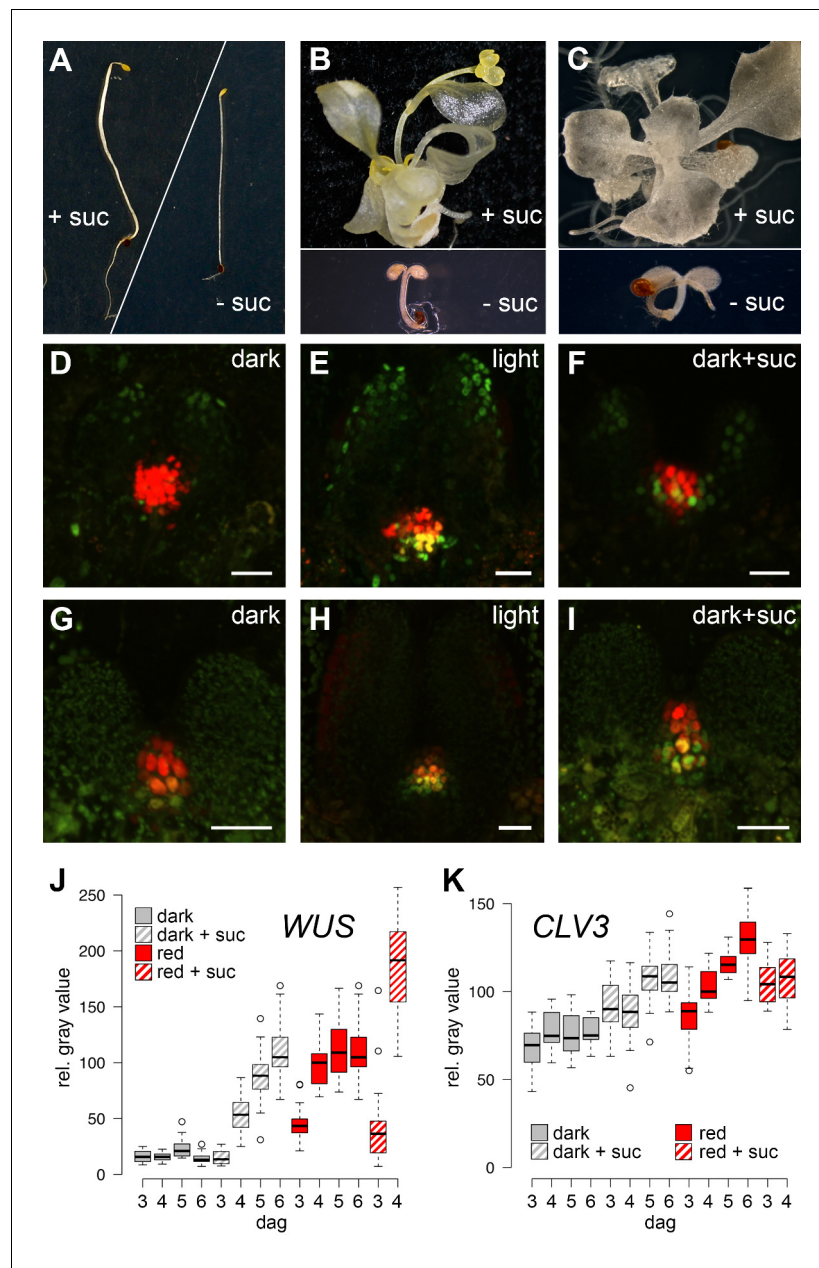 A
+ suc
- suc
B
+ suc
- suc
C
+ suc
- suc
D dark
E light
F dark+suc
G dark
H light
I dark+suc
J
WUS
dark
dark + suc
red
red + suc
rel. gray value
250
200
150
100
50
0
3 4 5 6 3 4 5 6 3 4 5 6 3 4
dag
K
CLV3
rel. gray value
150
100
50
0
dark
dark + suc
red
red + suc
3 4 5 6 3 4 5 6 3 4 5 6 3 4
dag